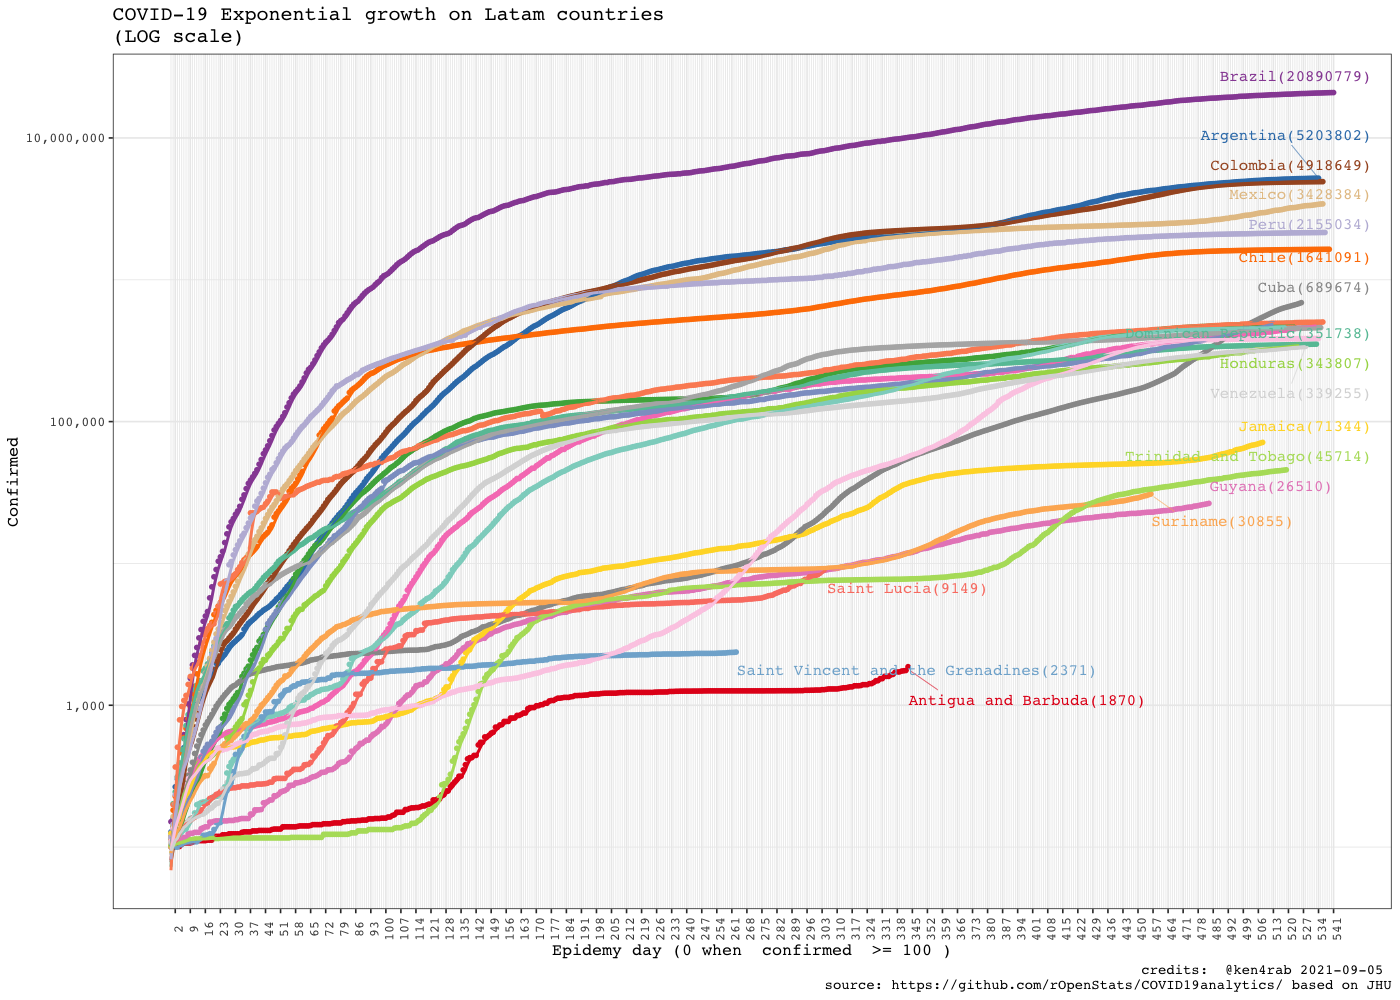 COVID-19 Exponential growth on Latam countries
(LOG scale)
Brazil(20890779)
10,000,000
Argentina(5203802)
Colombia(4918649)
Mexico(3428384)
Peru(2155034)
Chile(1641091)
Cuba(689674)
Dominican Republic(351738)
Honduras(343807)
Venezuela(339255)
100,000
Jamaica(71344)
Trinidad and Tobago(45714)
Guyana(26510)
Suriname(30855)
Saint Lucia(9149)
Saint Vincent and the Grenadines(2371)
Antigua and Barbuda(1870)
1,000
Confirmed
2 9 16 23 30 37 44 51 58 65 72 79 86 93 100 107 114 121 128 135 142 149 156 163 170 177 184 191 198 205 212 219 226 233 240 247 254 261 268 275 282 289 296 303 310 317 324 331 338 345 352 359 366 373 380 387 394 401 408 415 422 429 436 443 450 457 464 471 478 485 492 499 506 513 520 527 534 541
Epidemy day (0 when confirmed >= 100 )
credits: @ken4rab 2021-09-05
source: https://github.com/rOpenStats/COVID19analytics/ based on JHU